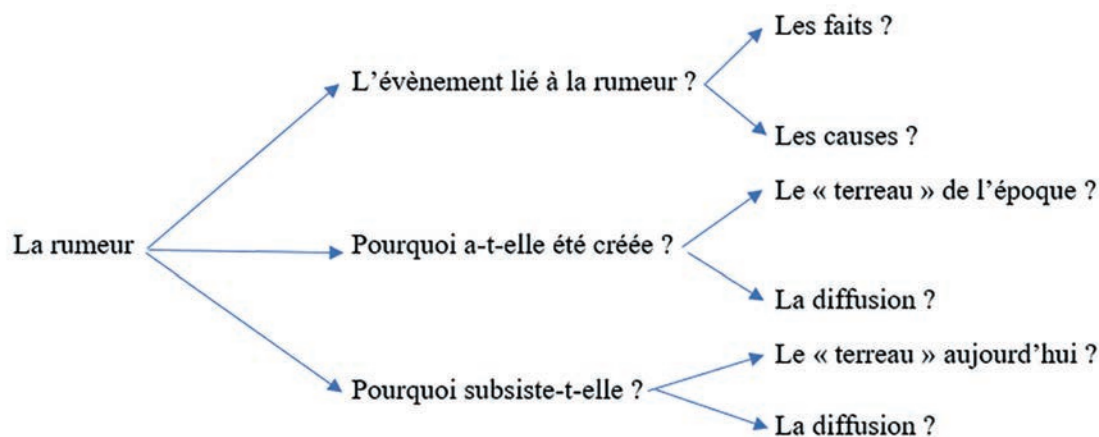 Les faits ?
L’évènement lié à la rumeur ?
Les causes ?
Le « terreau » de l’époque ?
La rumeur
Pourquoi a-t-elle été créée ?
La diffusion ?
Le « terreau » aujourd’hui ?
Pourquoi subsiste-t-elle ?
La diffusion ?